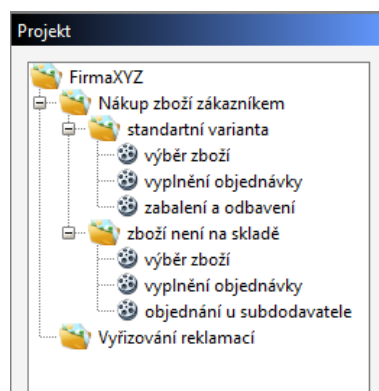 Projekt
FirmaXYZ
Nákup zboží zákazníkem
standartní varianta
výběr zboží
vyplnění objednávky
zabalení a odbavení
zboží není na skladě
výběr zboží
vyplnění objednávky
objednání u subdodavatele
Vyřizování reklamací